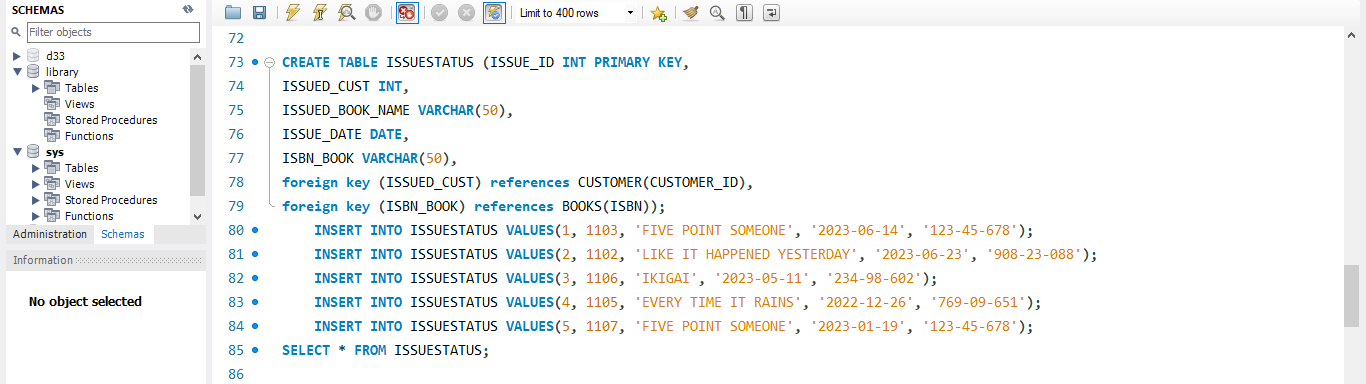 SCHEMAS
Filter objects
d33
library
Tables
Views
Stored Procedures
Functions
sys
Tables
Views
Stored Procedures
Functions
Administration Schemas
Information
No object selected
Limit to 400 rows
72
73 CREATE TABLE ISSUESTATUS (ISSUE_ID INT PRIMARY KEY,
74 ISSUED_CUST INT,
75 ISSUED_BOOK_NAME VARCHAR(50),
76 ISSUE_DATE DATE,
77 ISBN_BOOK VARCHAR(50),
78 foreign key (ISSUED_CUST) references CUSTOMER(CUSTOMER_ID),
79 foreign key (ISBN_BOOK) references BOOKS(ISBN));
80 INSERT INTO ISSUESTATUS VALUES(1, 1103, 'FIVE POINT SOMEONE', '2023-06-14', '123-45-678');
81 INSERT INTO ISSUESTATUS VALUES(2, 1102, 'LIKE IT HAPPENED YESTERDAY', '2023-06-23', '908-23-088');
82 INSERT INTO ISSUESTATUS VALUES(3, 1106, 'IKIGAI', '2023-05-11', '234-98-602');
83 INSERT INTO ISSUESTATUS VALUES(4, 1105, 'EVERY TIME IT RAINS', '2022-12-26', '769-09-651');
84 INSERT INTO ISSUESTATUS VALUES(5, 1107, 'FIVE POINT SOMEONE', '2023-01-19', '123-45-678');
85 SELECT * FROM ISSUESTATUS;
86